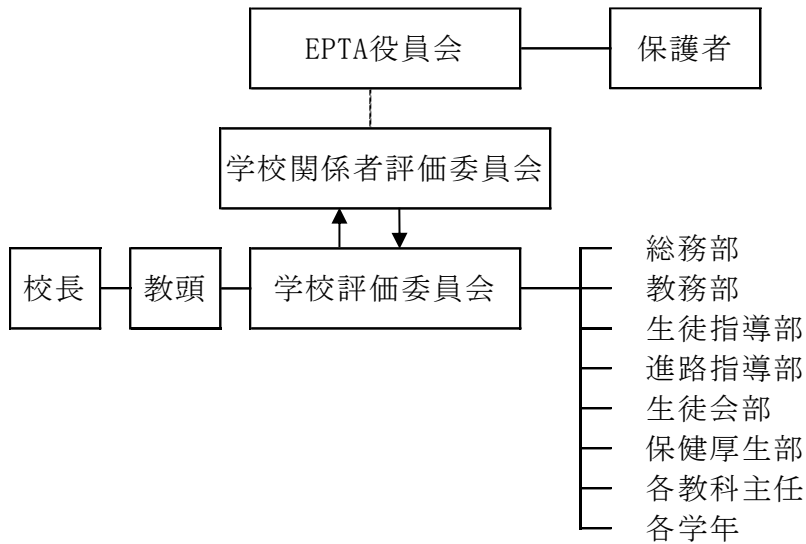 EPTA役員会
保護者
学校関係者評価委員会
校長
教頭
学校評価委員会
総務部
教務部
生徒指導部
進路指導部
生徒会部
保健厚生部
各教科主任
各学年